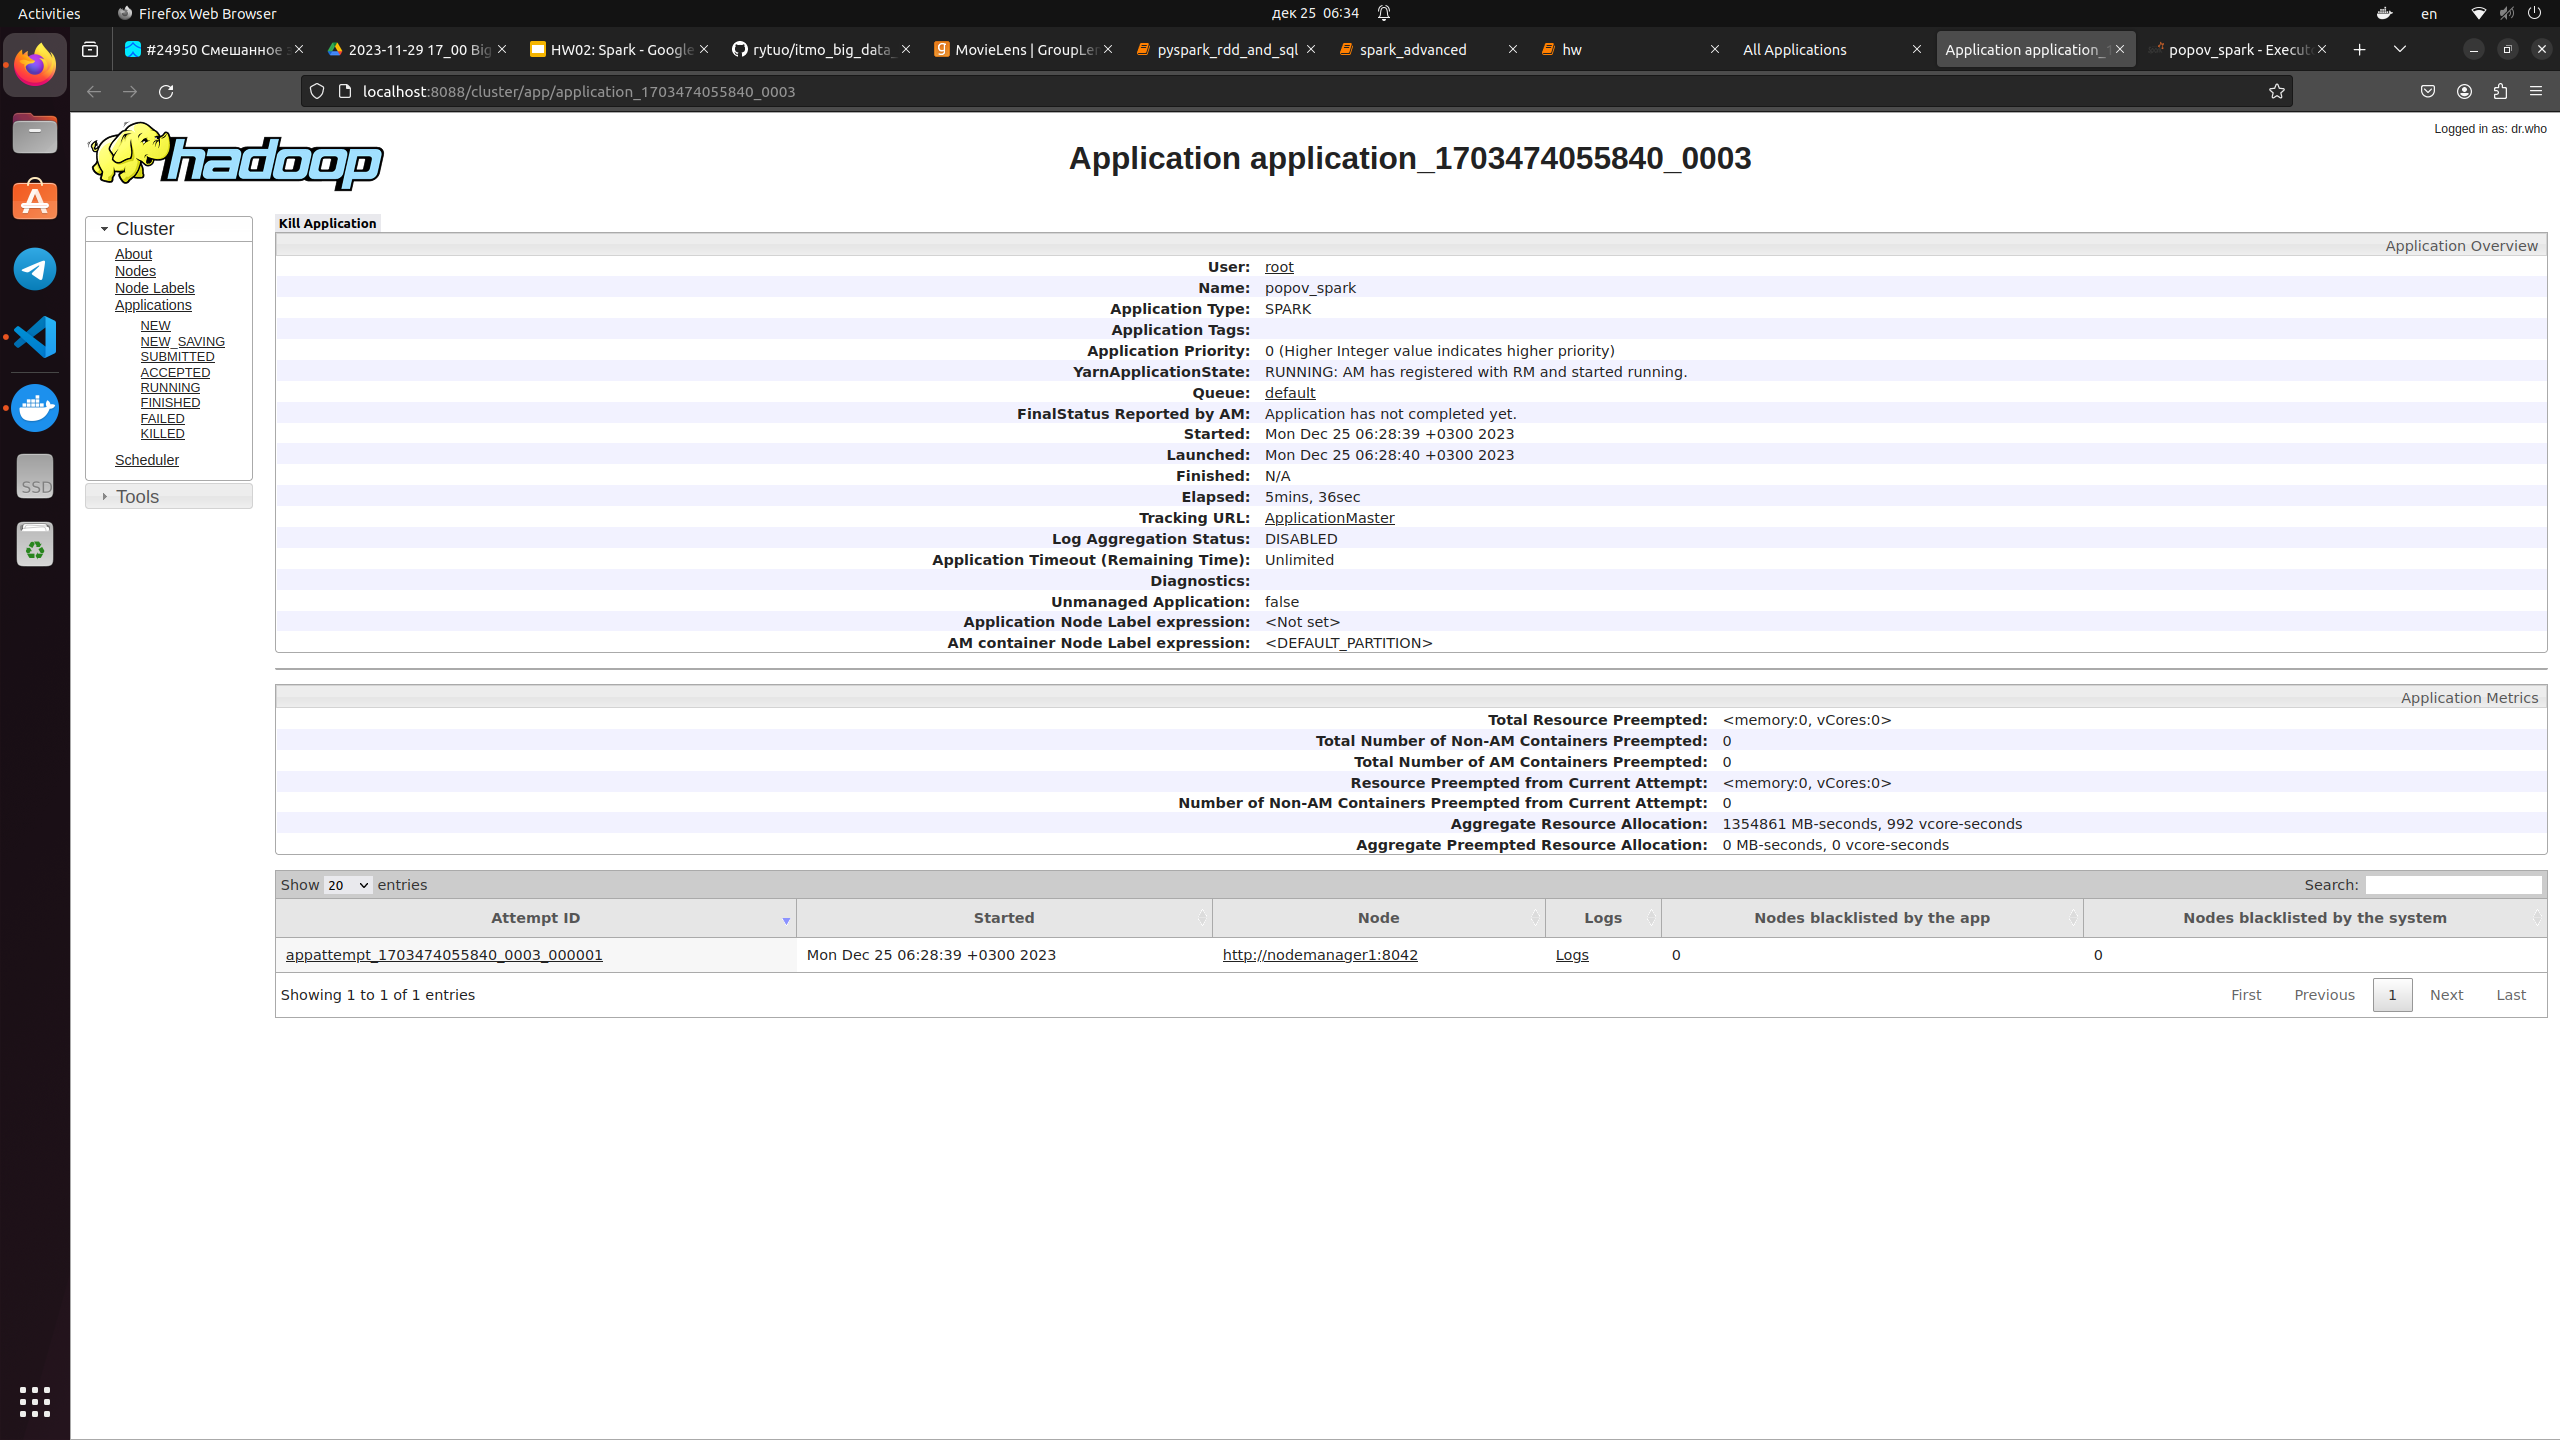 Activities Firefox Web Browser дек 25 06:34 en
#24950 Смешанное 2023-11-29 17_00 Big HW02: Spark - Google rytuo/itmo_big_data_ MovieLens | GroupLen pyspark_rdd_and_sql spark_advanced hw All Applications Application application_1 popov_spark - Executo
localhost:8088/cluster/app/application_1703474055840_0003
Logged in as: dr.who
hadoop
Application application_1703474055840_0003
Cluster
About
Nodes
Node Labels
Applications
NEW
NEW_SAVING
SUBMITTED
ACCEPTED
RUNNING
FINISHED
FAILED
KILLED
Scheduler
Tools
SSD
Kill Application
Application Overview
User: root
Name: popov_spark
Application Type: SPARK
Application Tags:
Application Priority: 0 (Higher Integer value indicates higher priority)
YarnApplicationState: RUNNING: AM has registered with RM and started running.
Queue: default
FinalStatus Reported by AM: Application has not completed yet.
Started: Mon Dec 25 06:28:39 +0300 2023
Launched: Mon Dec 25 06:28:40 +0300 2023
Finished: N/A
Elapsed: 5mins, 36sec
Tracking URL: ApplicationMaster
Log Aggregation Status: DISABLED
Application Timeout (Remaining Time): Unlimited
Diagnostics:
Unmanaged Application: false
Application Node Label expression: <Not set>
AM container Node Label expression: <DEFAULT_PARTITION>
Application Metrics
Total Resource Preempted: <memory:0, vCores:0>
Total Number of Non-AM Containers Preempted: 0
Total Number of AM Containers Preempted: 0
Resource Preempted from Current Attempt: <memory:0, vCores:0>
Number of Non-AM Containers Preempted from Current Attempt: 0
Aggregate Resource Allocation: 1354861 MB-seconds, 992 vcore-seconds
Aggregate Preempted Resource Allocation: 0 MB-seconds, 0 vcore-seconds
Show 20 entries Search:
Attempt ID Started Node Logs Nodes blacklisted by the app Nodes blacklisted by the system
appattempt_1703474055840_0003_000001 Mon Dec 25 06:28:39 +0300 2023 http://nodemanager1:8042 Logs 0 0
Showing 1 to 1 of 1 entries First Previous 1 Next Last